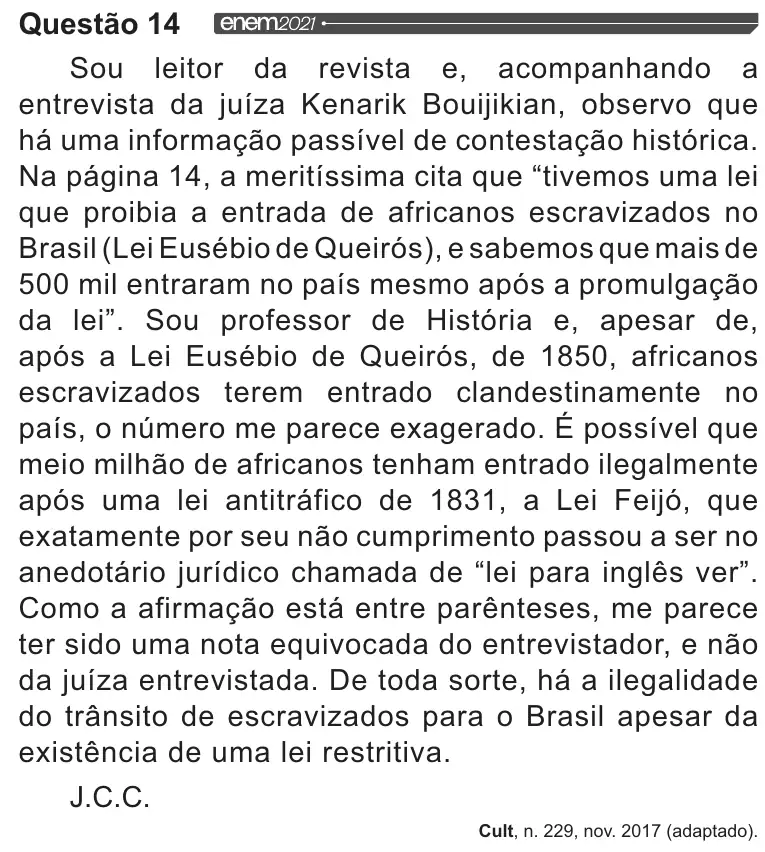 Questão 14 enem2021
Sou leitor da revista e, acompanhando a
entrevista da juíza Kenarik Bouijikian, observo que
há uma informação passível de contestação histórica.
Na página 14, a meritíssima cita que “tivemos uma lei
que proibia a entrada de africanos escravizados no
Brasil (Lei Eusébio de Queirós), e sabemos que mais de
500 mil entraram no país mesmo após a promulgação
da lei”. Sou professor de História e, apesar de,
após a Lei Eusébio de Queirós, de 1850, africanos
escravizados terem entrado clandestinamente no
país, o número me parece exagerado. É possível que
meio milhão de africanos tenham entrado ilegalmente
após uma lei antitráfico de 1831, a Lei Feijó, que
exatamente por seu não cumprimento passou a ser no
anedotário jurídico chamada de “lei para inglês ver”.
Como a afirmação está entre parênteses, me parece
ter sido uma nota equivocada do entrevistador, e não
da juíza entrevistada. De toda sorte, há a ilegalidade
do trânsito de escravizados para o Brasil apesar da
existência de uma lei restritiva.
J.C.C.
Cult, n. 229, nov. 2017 (adaptado).